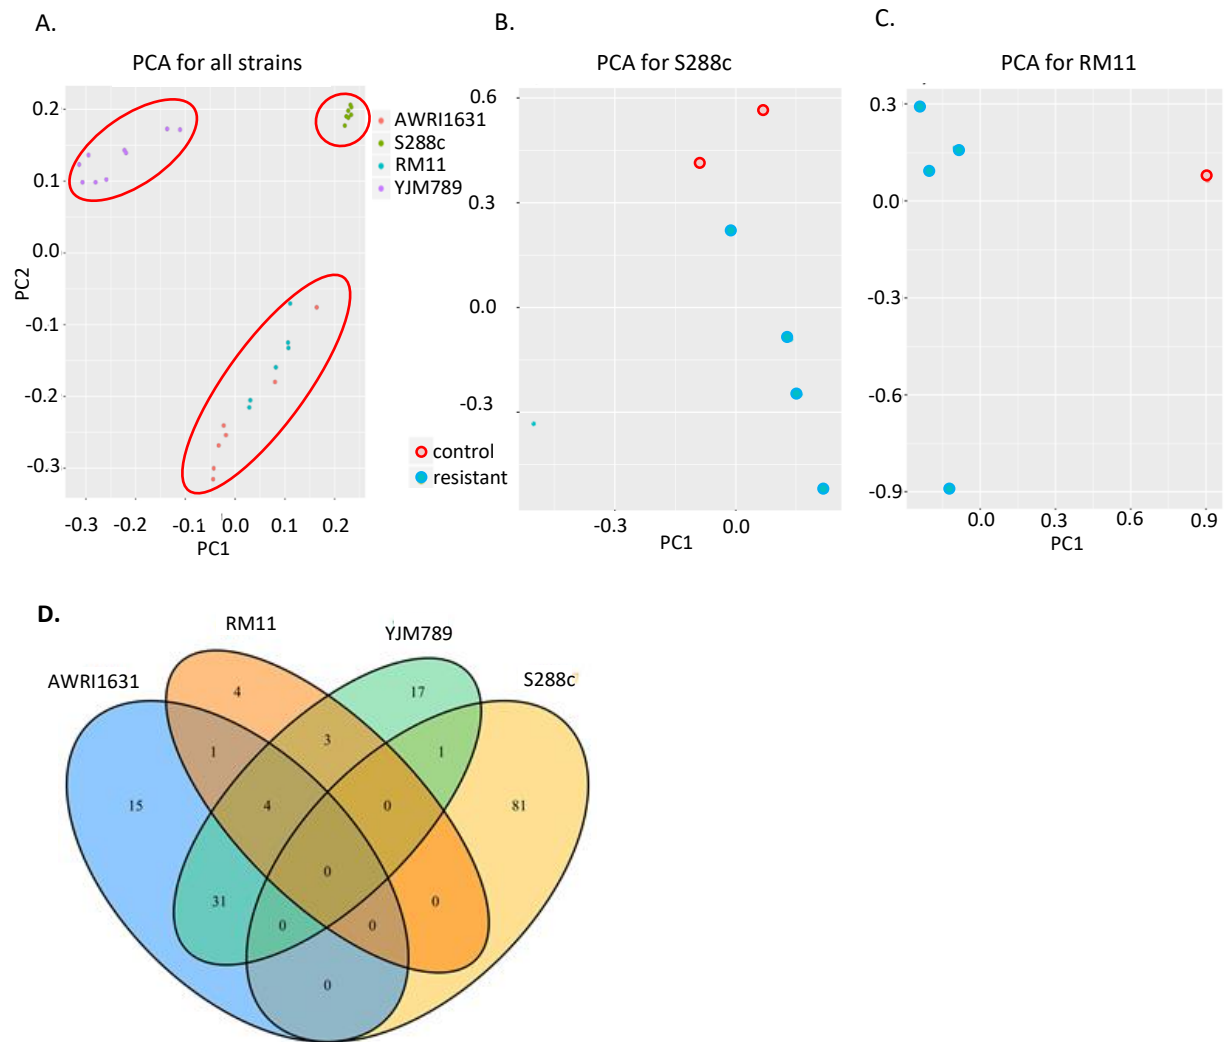 A.
B.
C.
PCA for all strains
PCA for S288c
PCA for RM11
0.2
0.1
0.0
-0.1
-0.2
-0.3
PC2
-0.3 -0.2 -0.1 0.0 0.1 0.2
PC1
AWRI1631
S288c
RM11
YJM789
0.6
0.3
0.0
-0.3
-0.3 0.0
PC1
control
resistant
0.3
0.0
-0.3
-0.6
-0.9
0.0 0.3 0.6 0.9
PC1
D.
RM11
YJM789
AWRI1631
S288c
4
17
1
3
1
15
4
0
81
0
31
0
0
0
0